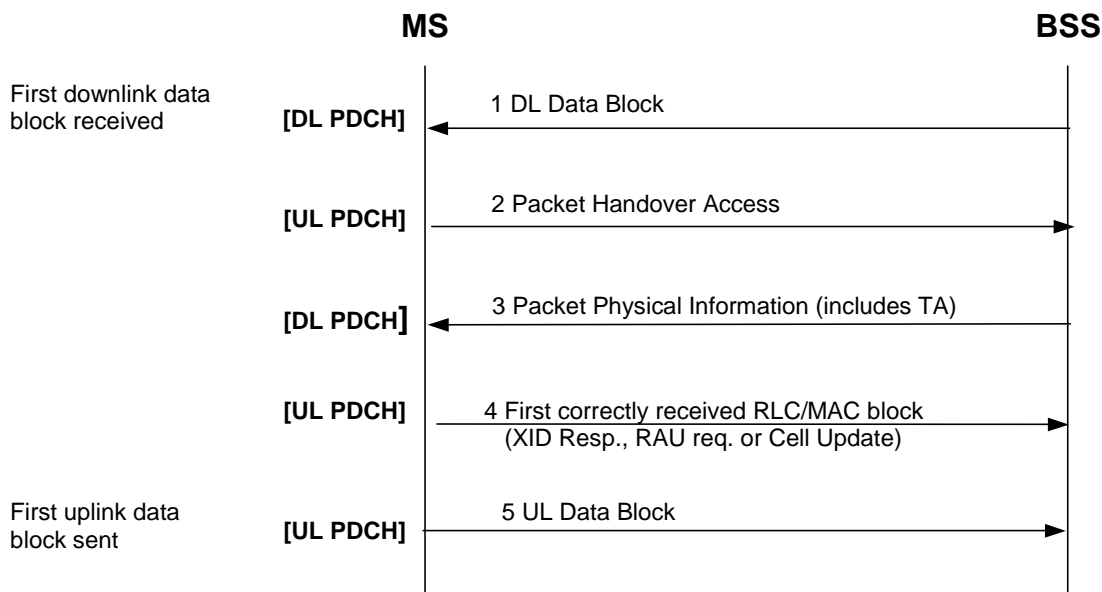 MS
BSS
First downlink data
block received
[DL PDCH]
1 DL Data Block
[UL PDCH]
2 Packet Handover Access
[DL PDCH]
3 Packet Physical Information (includes TA)
[UL PDCH]
4 First correctly received RLC/MAC block
(XID Resp., RAU req. or Cell Update)
First uplink data
block sent
[UL PDCH]
5 UL Data Block